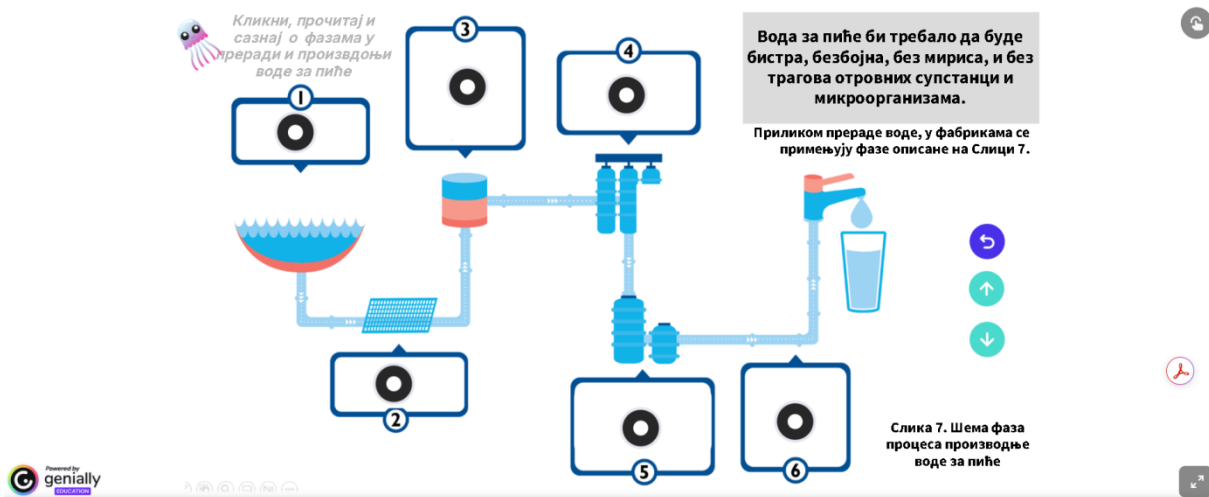 Кликни, прочитај и
сазнај о фазама у
преради и произвдоњи
воде за пиће
1
3
4
Вода за пиће би требало да буде
бистра, безбојна, без мириса, и без
трагова отровних супстанци и
микроорганизама.
Приликом прераде воде, у фабрикама се
примењују фазе описане на Слици 7.
2
5
6
Слика 7. Шема фаза
процеса производње
воде за пиће
Powered by
genially
EDUCATION